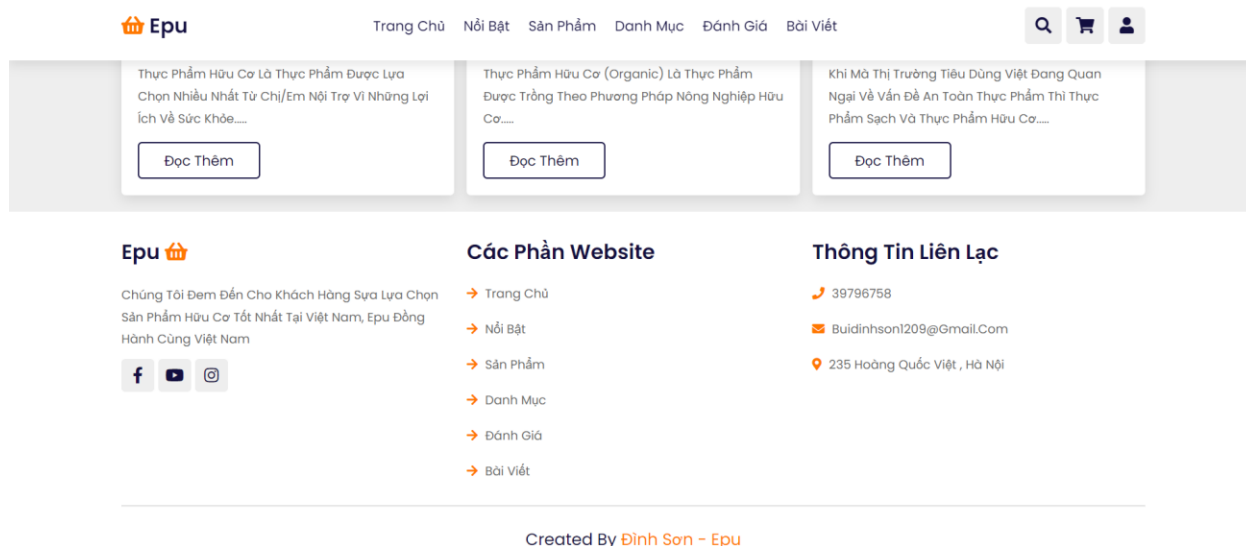 Epu
Trang Chủ Nổi Bật Sản Phẩm Danh Mục Đánh Giá Bài Viết
Thực Phẩm Hữu Cơ Là Thực Phẩm Được Lựa
Chọn Nhiều Nhất Từ Chị/Em Nội Trợ Vì Những Lợi
Ích Về Sức Khỏe.....
Đọc Thêm
Thực Phẩm Hữu Cơ (Organic) Là Thực Phẩm
Được Trồng Theo Phương Pháp Nông Nghiệp Hữu
Cơ.....
Đọc Thêm
Khi Mà Thị Trường Tiêu Dùng Việt Đang Quan
Ngại Về Vấn Đề An Toàn Thực Phẩm Thì Thực
Phẩm Sạch Và Thực Phẩm Hữu Cơ.....
Đọc Thêm
Epu
Chúng Tôi Đem Đến Cho Khách Hàng Sựa Lựa Chọn
Sản Phẩm Hữu Cơ Tốt Nhất Tại Việt Nam, Epu Đồng
Hành Cùng Việt Nam
Các Phần Website
Trang Chủ
Nổi Bật
Sản Phẩm
Danh Mục
Đánh Giá
Bài Viết
Thông Tin Liên Lạc
39796758
Buidinhson1209@Gmail.Com
235 Hoàng Quốc Việt , Hà Nội
Created By Đình Sơn - Epu